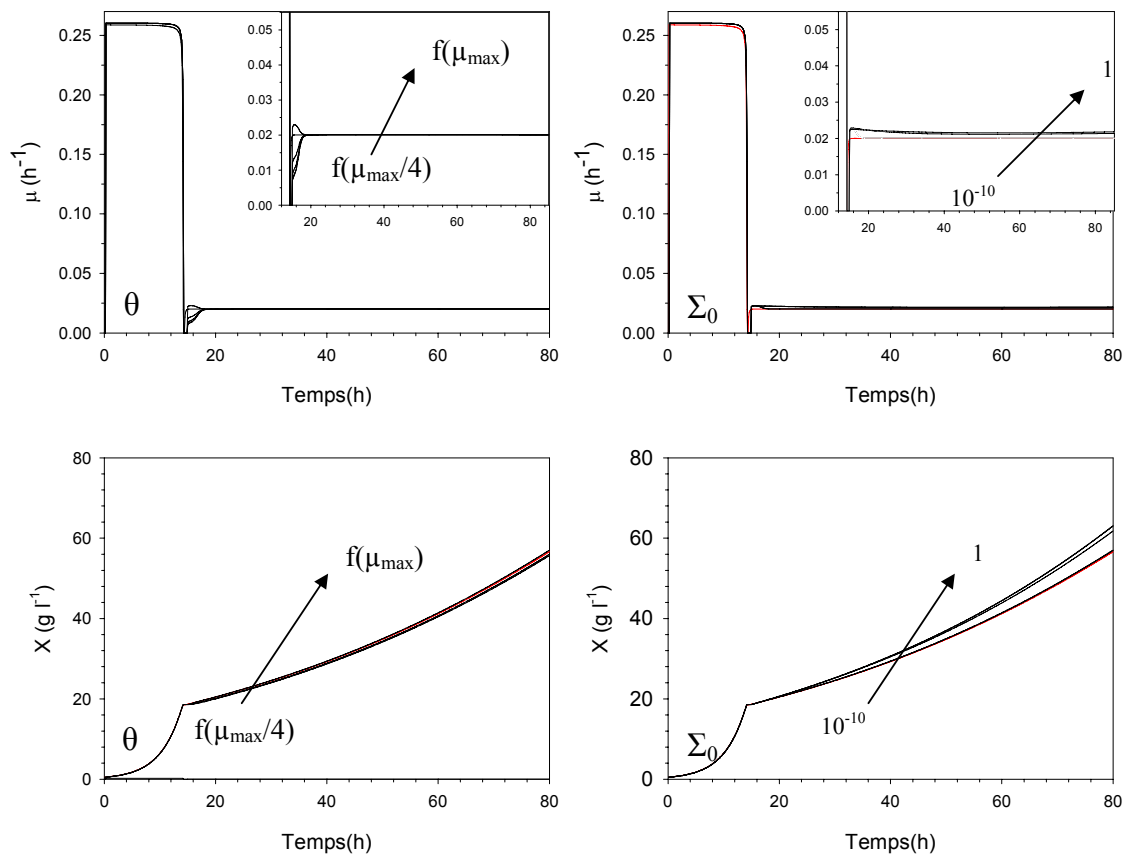 0.25
0.20
0.15
0.10
0.05
0.00
μ (h⁻¹)
0.05
0.04
0.03
0.02
0.01
0.00
20 40 60 80
f(μmax)
f(μmax/4)
θ
0 20 40 60 80
Temps(h)
0.25
0.20
0.15
0.10
0.05
0.00
μ (h⁻¹)
0.05
0.04
0.03
0.02
0.01
0.00
20 40 60 80
1
10⁻¹⁰
Σ₀
0 20 40 60 80
Temps(h)
80
60
40
20
0
X (g l⁻¹)
f(μmax)
f(μmax/4)
θ
0 20 40 60 80
Temps(h)
80
60
40
20
0
X (g l⁻¹)
1
10⁻¹⁰
Σ₀
0 20 40 60 80
Temps(h)